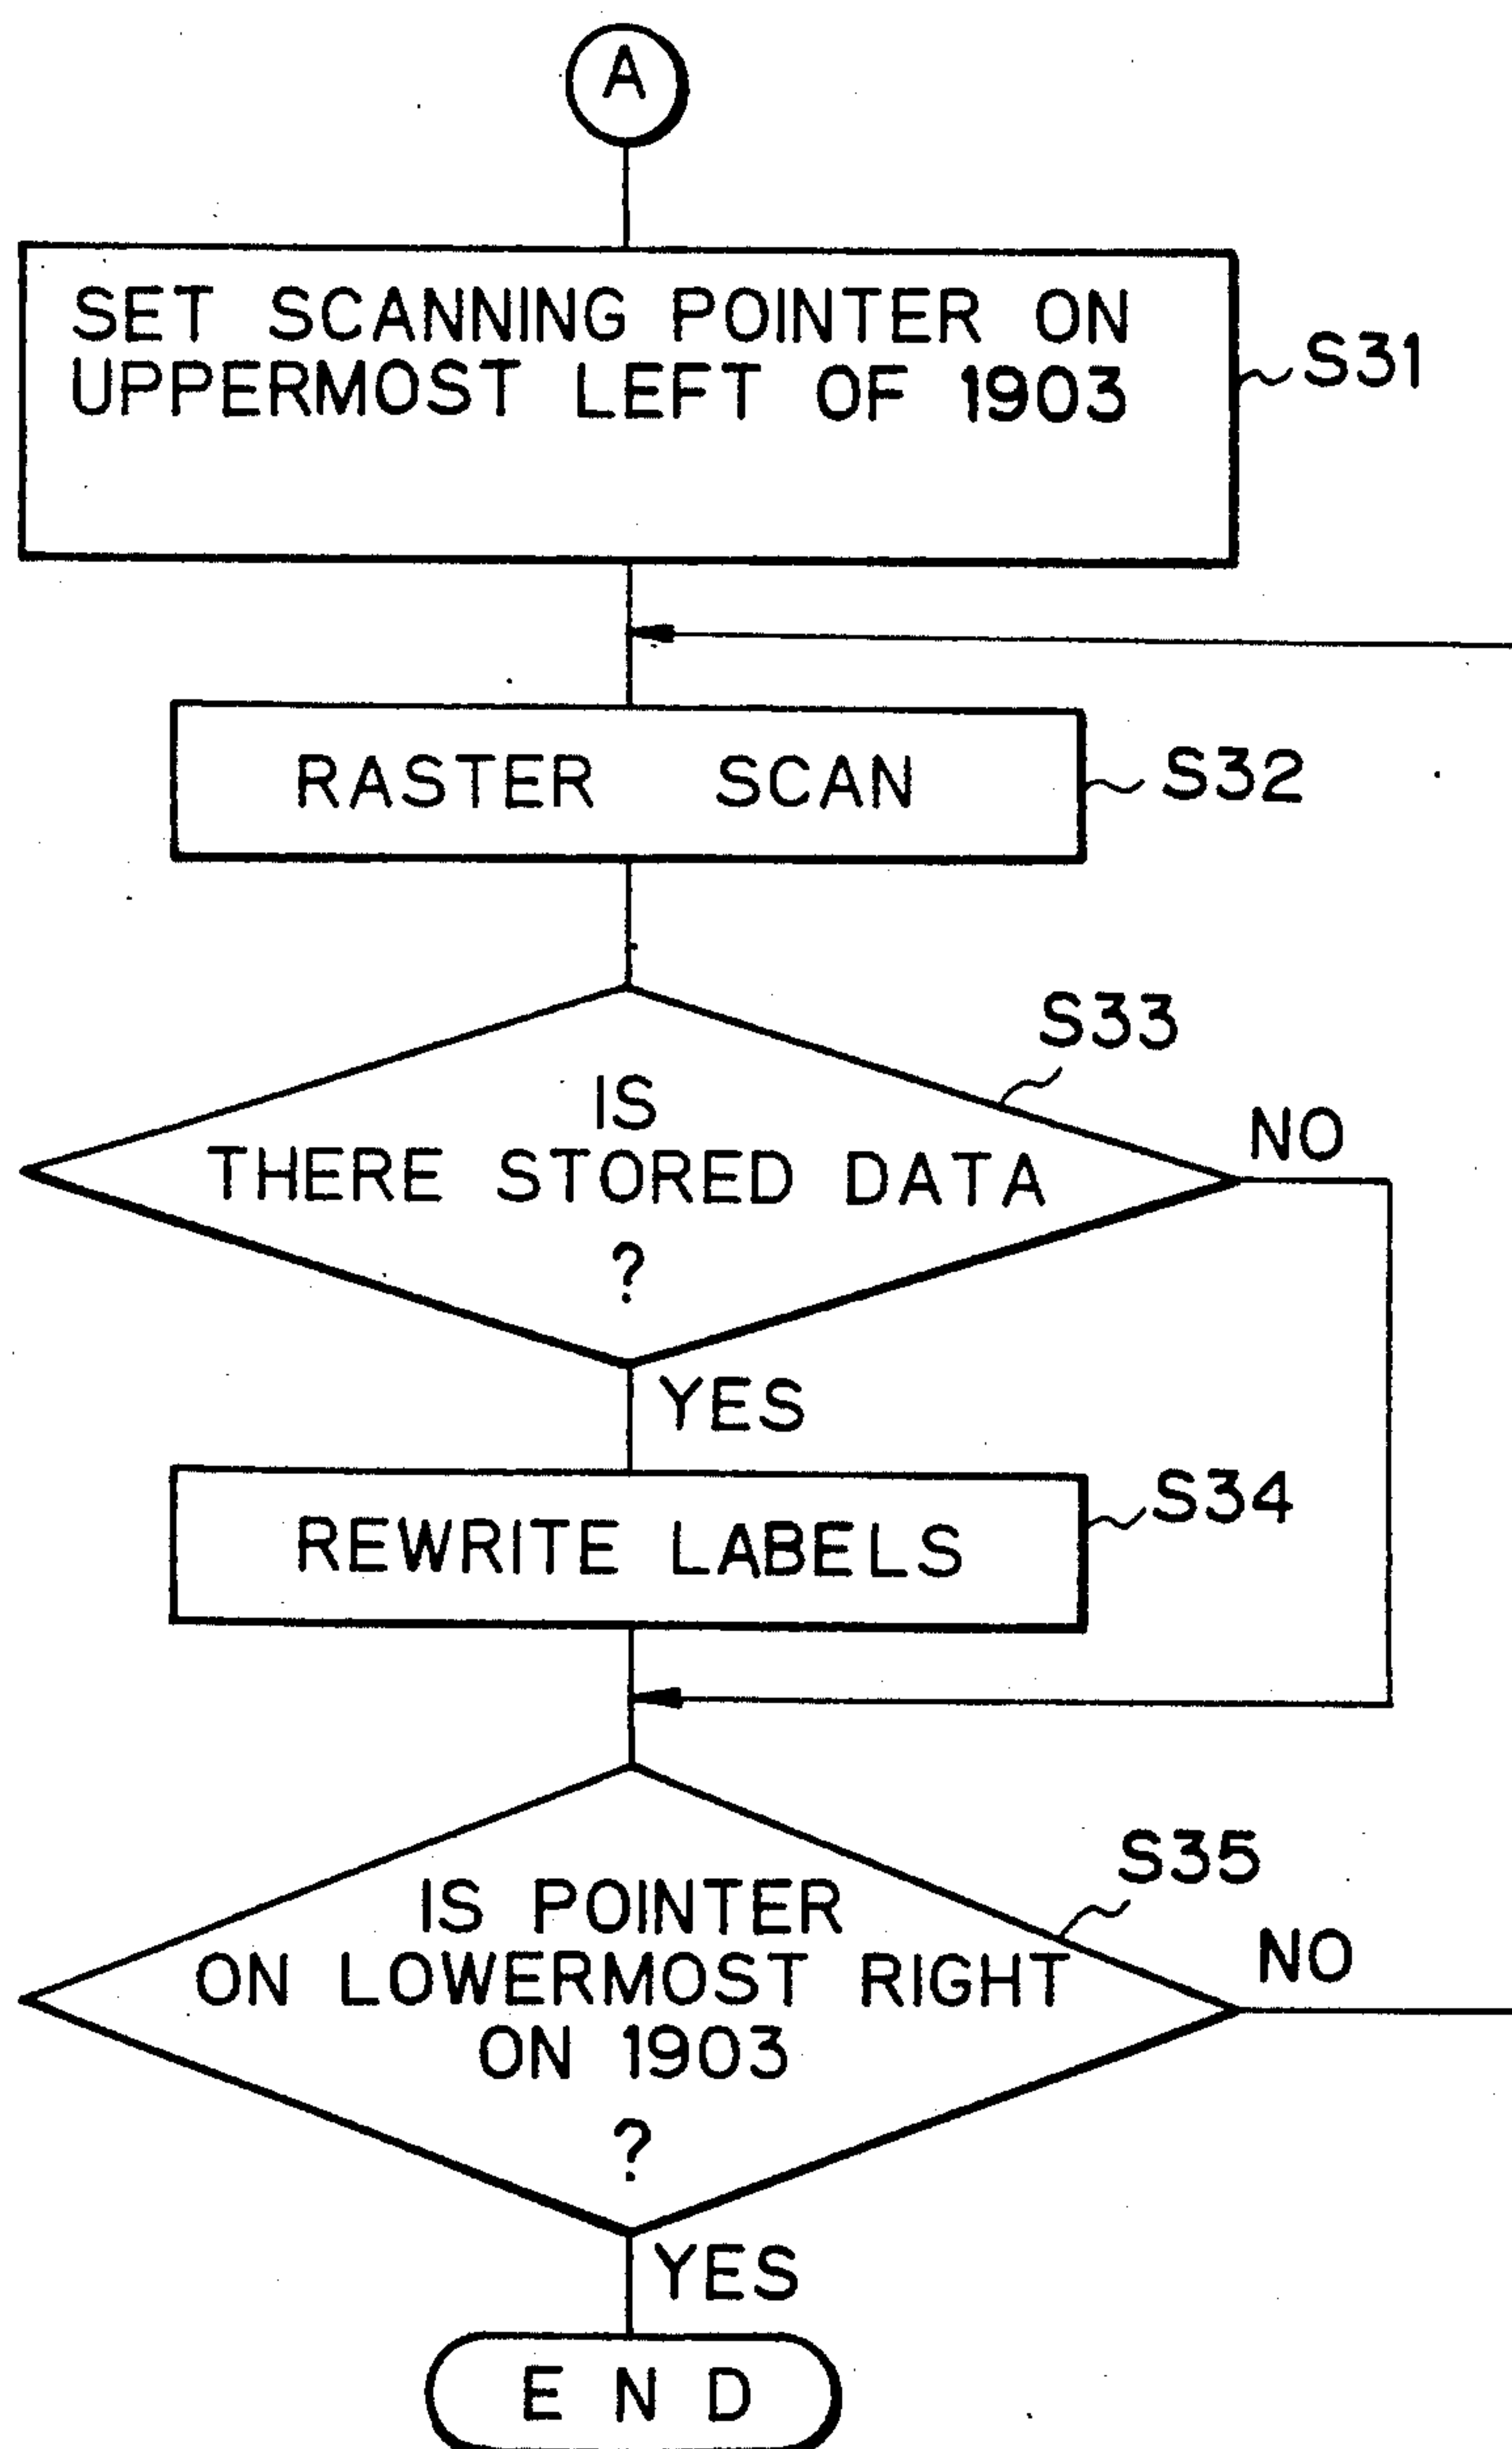 A
SET SCANNING POINTER ON
UPPERMOST LEFT OF 1903
S31
RASTER SCAN
S32
S33
IS
THERE STORED DATA
?
NO
YES
REWRITE LABELS
S34
S35
IS POINTER
ON LOWERMOST RIGHT
ON 1903
?
NO
YES
END